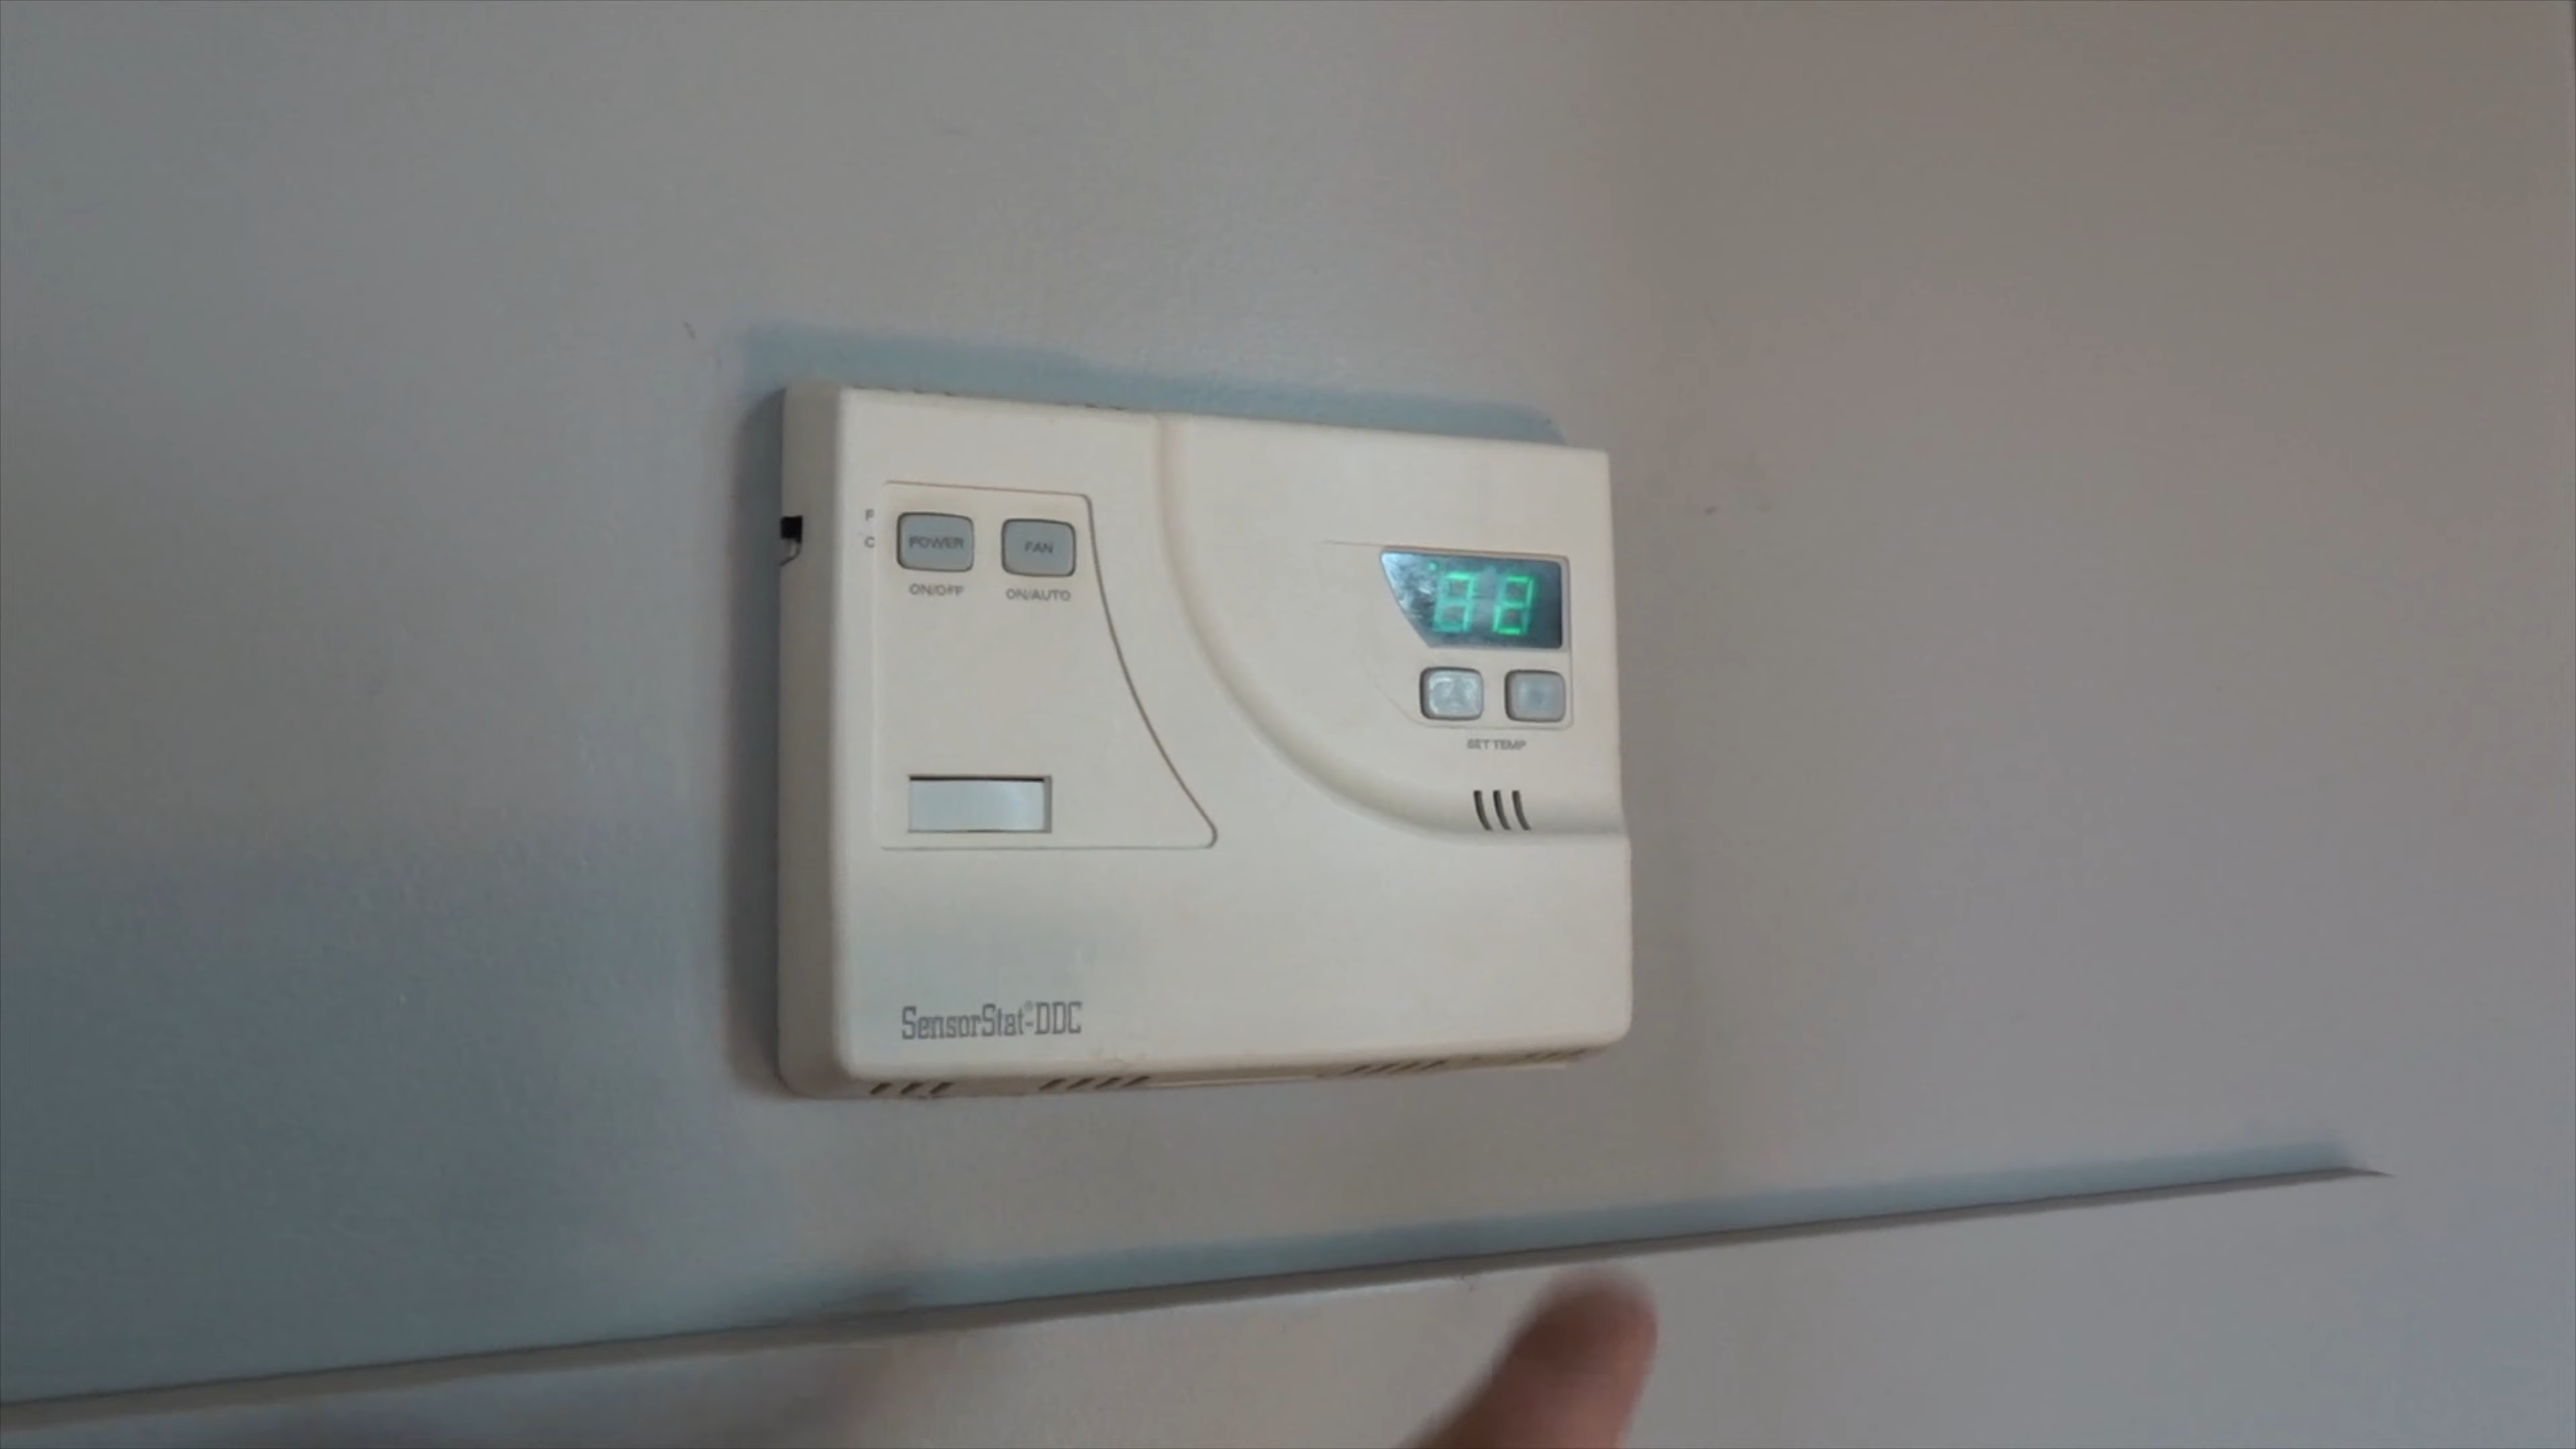 F
C
POWER
FAN
ON/OFF
ON/AUTO
SET TEMP
SensorStat®-DDC